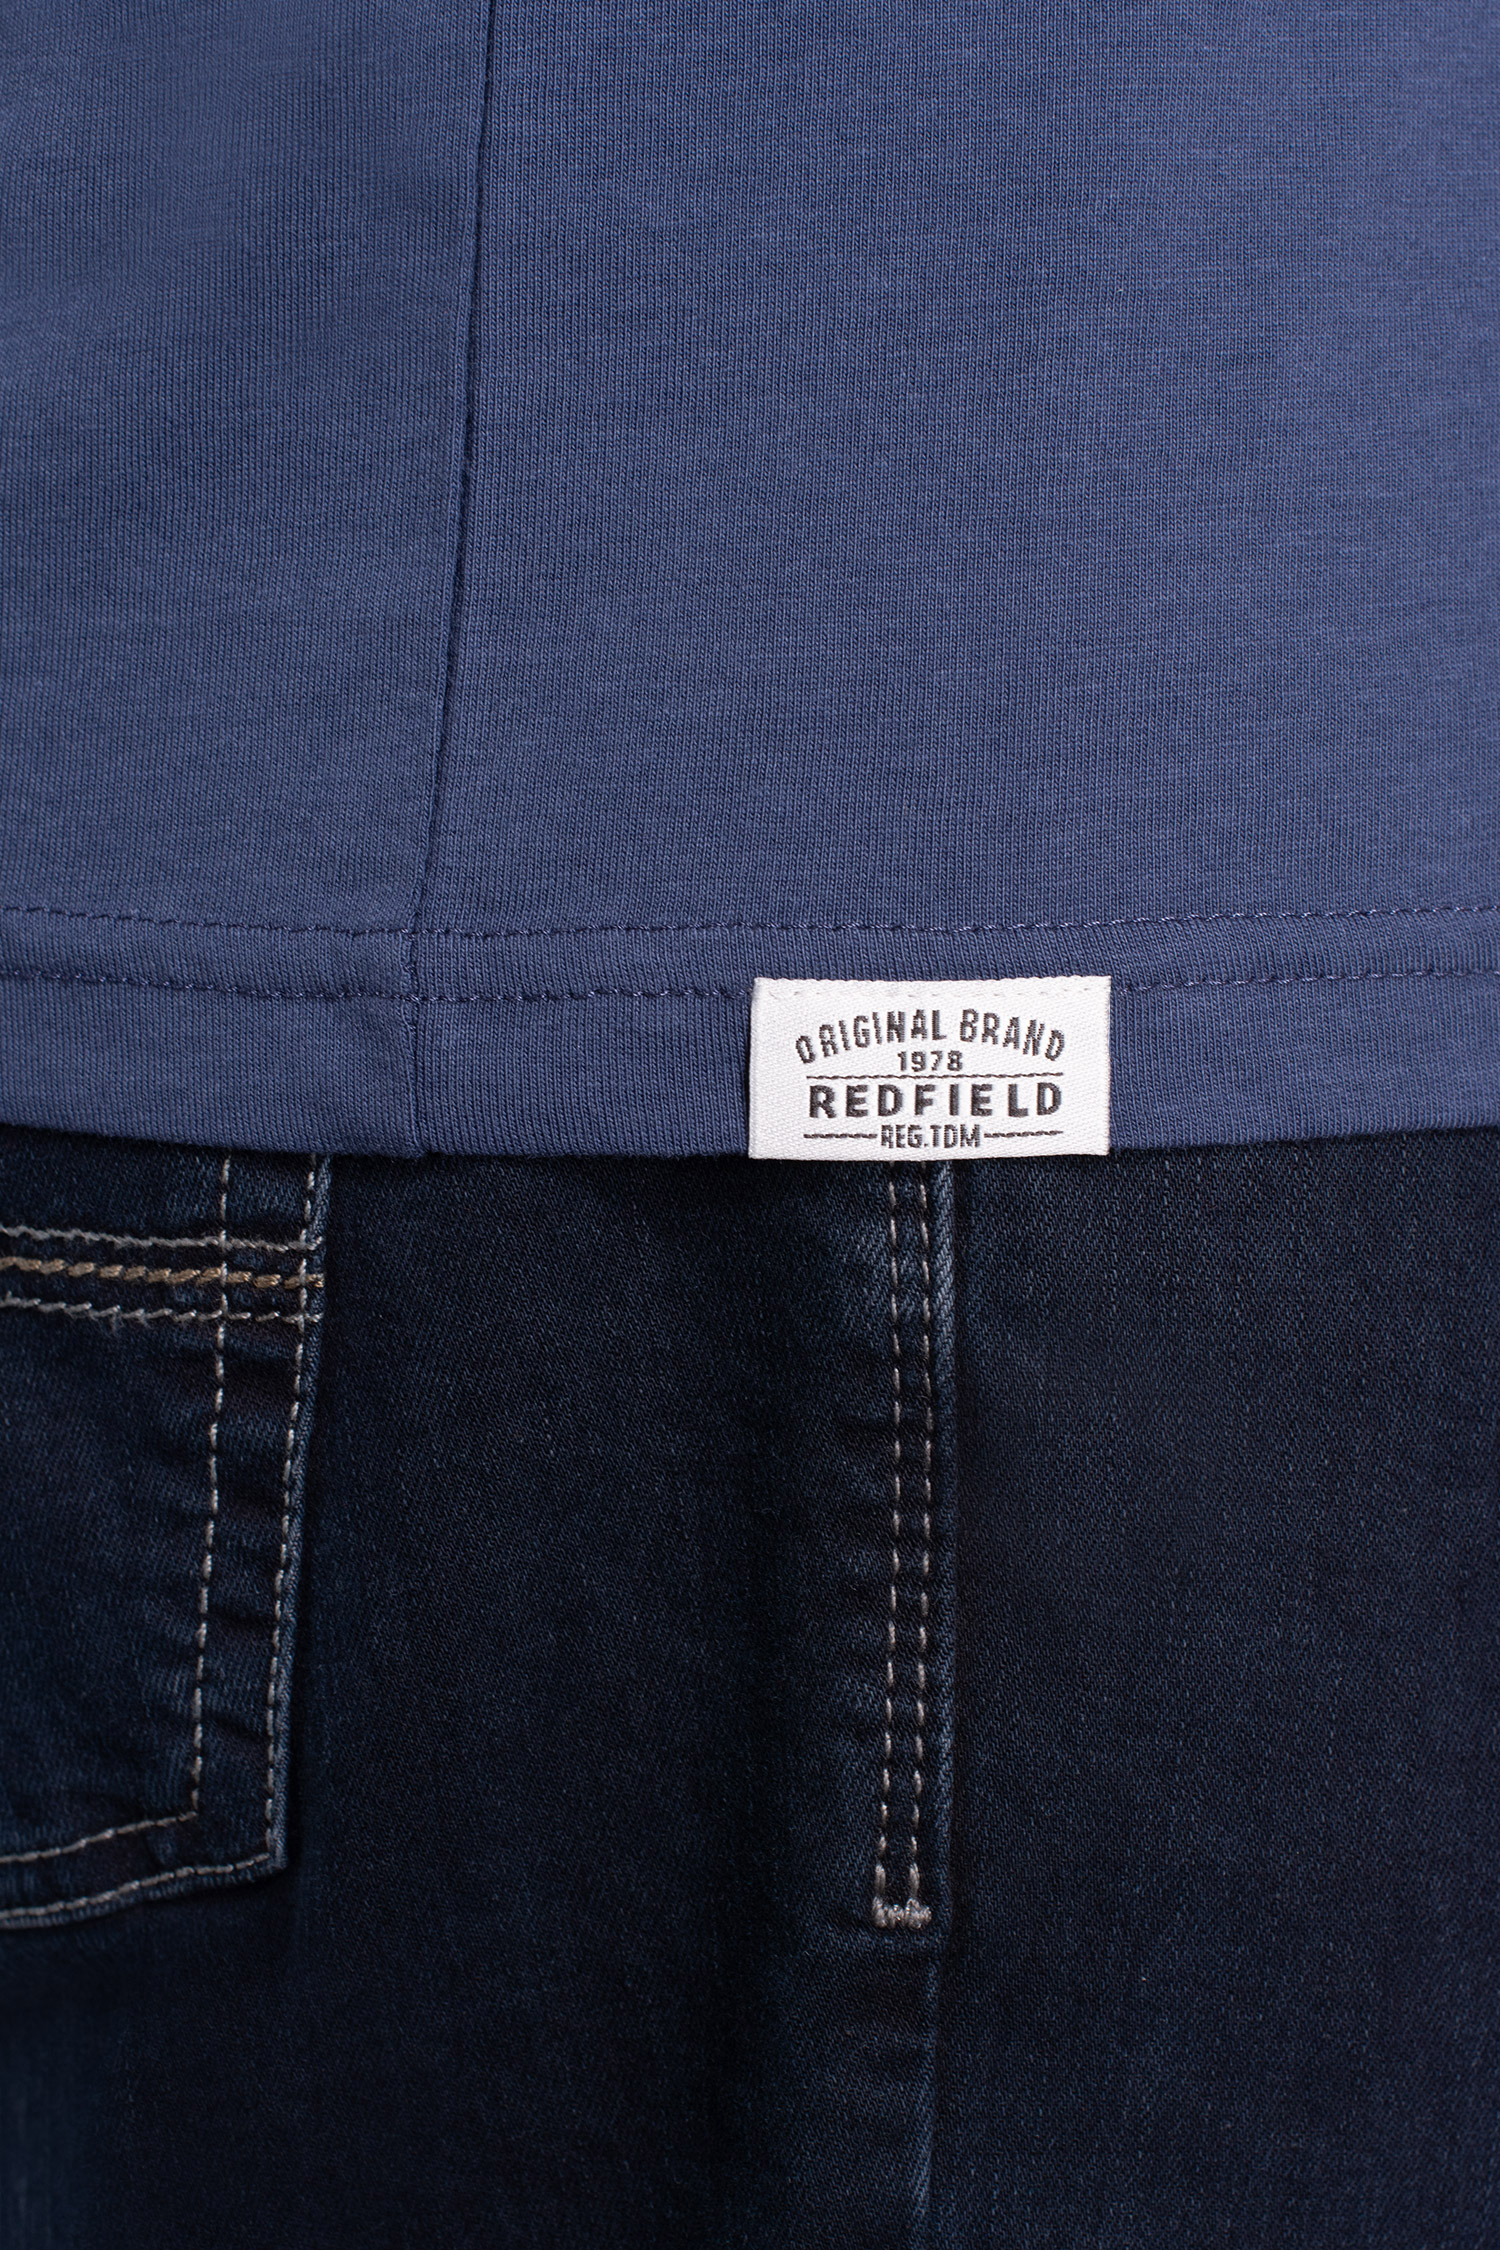 ORIGINAL BRAND
1978
REDFIELD
REG.TDM